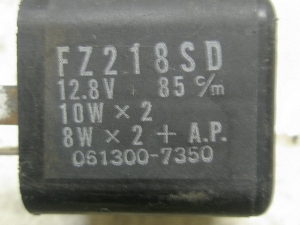 FZ218SD
12.8V 85 c/m
10W × 2
8W × 2 + A.P.
061300-7350